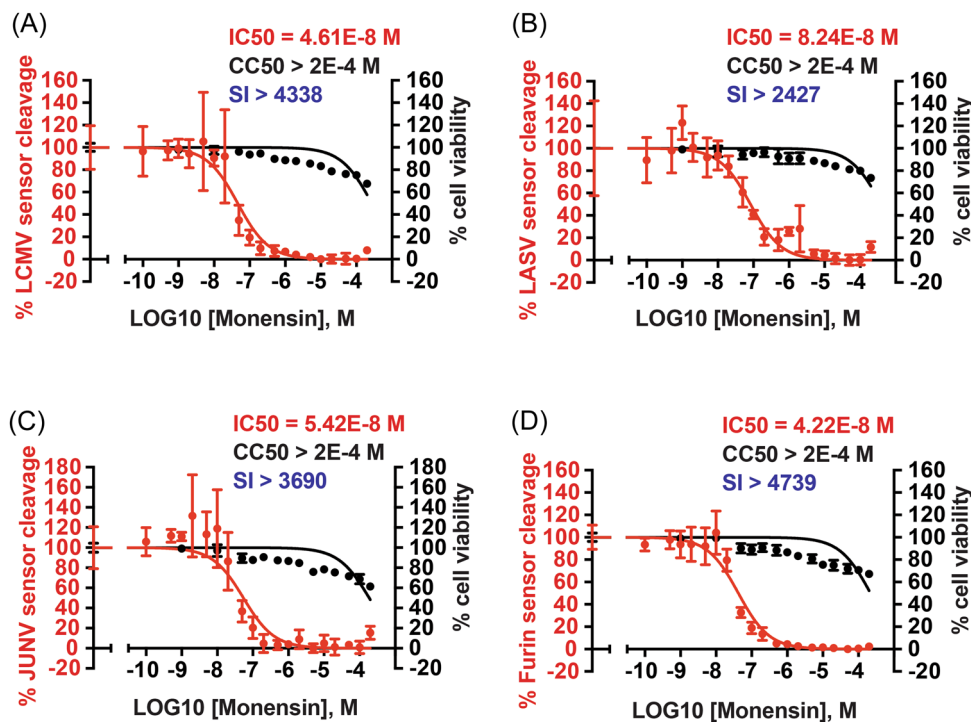 (A)
IC50 = 4.61E-8 M
CC50 > 2E-4 M
SI > 4338
% LCMV sensor cleavage
160
140
120
100
80
60
40
20
0
-20
160
140
120
100
80
60
40
20
0
-20
% cell viability
-10 -9 -8 -7 -6 -5 -4 -3
LOG10 [Monensin], M
(B)
IC50 = 8.24E-8 M
CC50 > 2E-4 M
SI > 2427
% LASV sensor cleavage
160
140
120
100
80
60
40
20
0
-20
160
140
120
100
80
60
40
20
0
-20
% cell viability
-10 -9 -8 -7 -6 -5 -4 -3
LOG10 [Monensin], M
(C)
IC50 = 5.42E-8 M
CC50 > 2E-4 M
SI > 3690
% JUNV sensor cleavage
180
160
140
120
100
80
60
40
20
0
-20
180
160
140
120
100
80
60
40
20
0
-20
% cell viability
-10 -9 -8 -7 -6 -5 -4 -3
LOG10 [Monensin], M
(D)
IC50 = 4.22E-8 M
CC50 > 2E-4 M
SI > 4739
% Furin sensor cleavage
160
140
120
100
80
60
40
20
0
-20
160
140
120
100
80
60
40
20
0
-20
% cell viability
-10 -9 -8 -7 -6 -5 -4 -3
LOG10 [Monensin], M